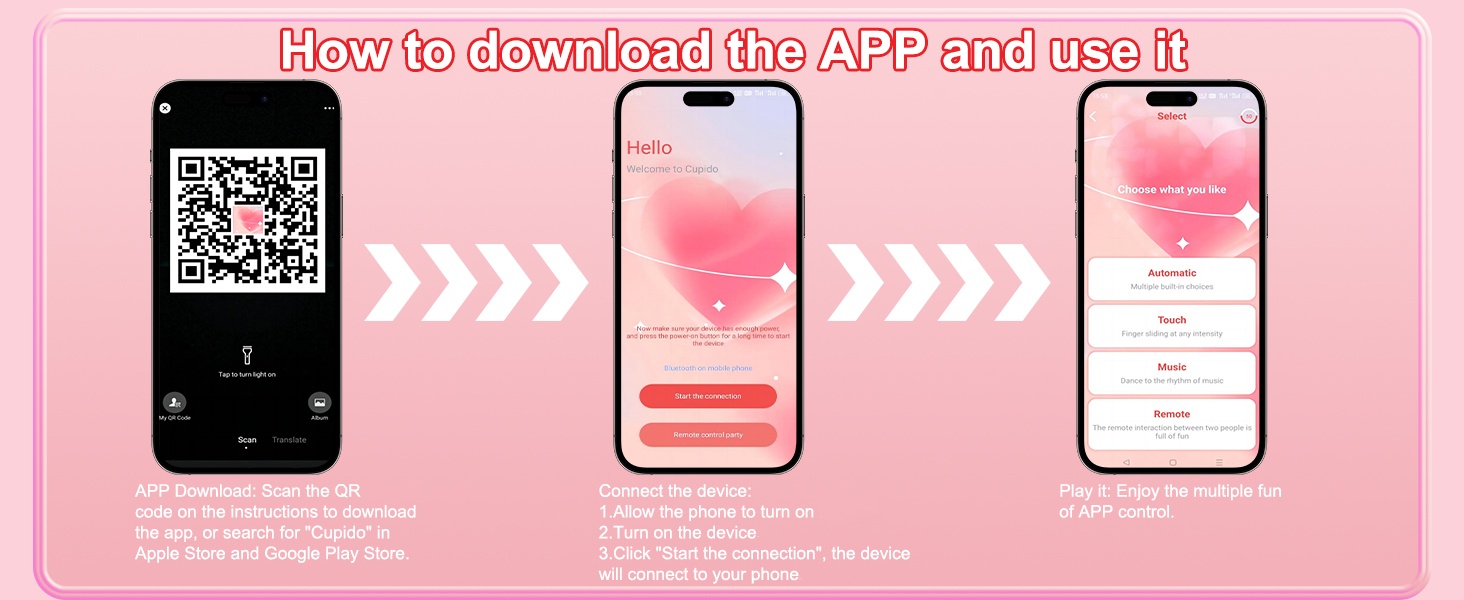 How to download the APP and use it
Tap to turn light on
My QR Code
Album
Scan
Translate
APP Download: Scan the QR
code on the instructions to download
the app, or search for "Cupido" in
Apple Store and Google Play Store.
Hello
Welcome to Cupido
Now make sure your device has enough power,
and press the power-on button for a long time to start
the device
Bluetooth on mobile phone
Start the connection
Remote control party
Connect the device:
1.Allow the phone to turn on
2.Turn on the device
3.Click "Start the connection", the device
will connect to your phone
Select
Choose what you like
Automatic
Multiple built-in choices
Touch
Finger sliding at any intensity
Music
Dance to the rhythm of music
Remote
The remote interaction between two people is
full of fun
Play it: Enjoy the multiple fun
of APP control.